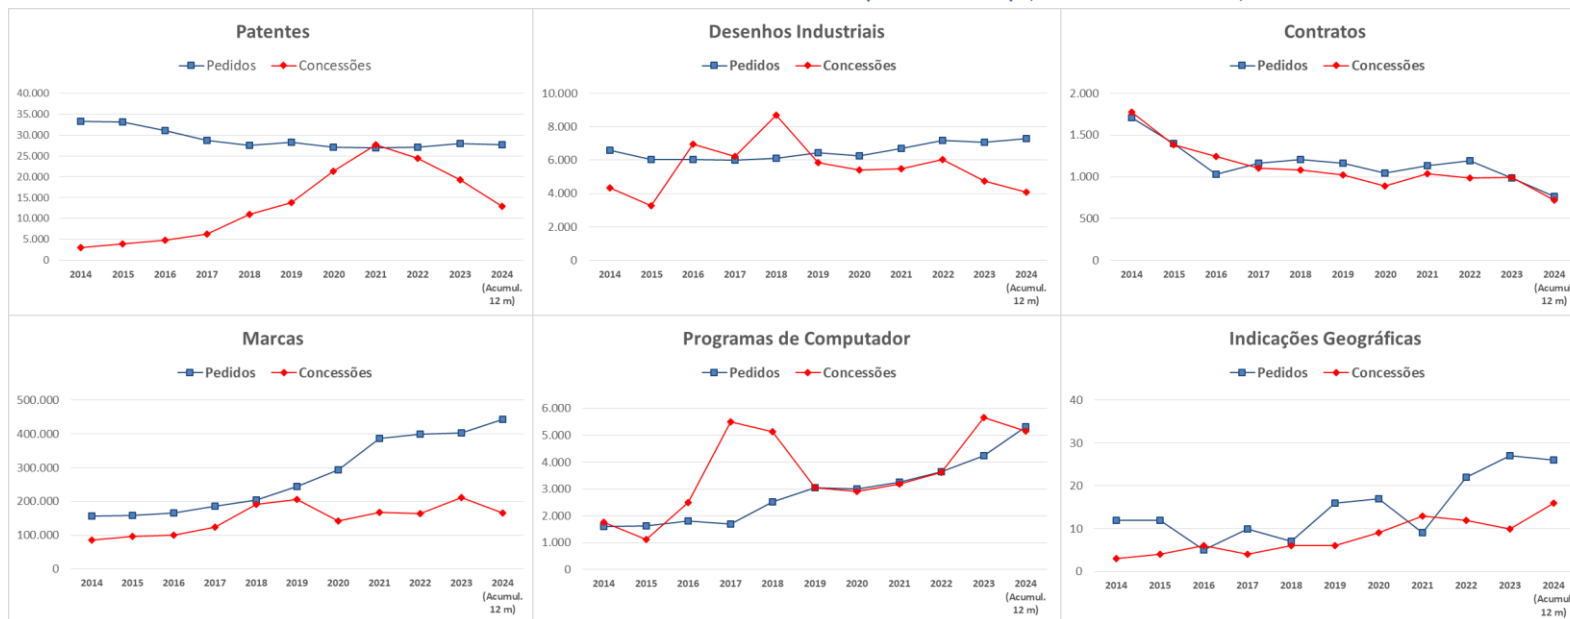 Patentes
Pedidos Concessões
40.000
35.000
30.000
25.000
20.000
15.000
10.000
5.000
0
2014 2015 2016 2017 2018 2019 2020 2021 2022 2023 2024
(Acumul.
12 m)
Desenhos Industriais
Pedidos Concessões
10.000
8.000
6.000
4.000
2.000
0
2014 2015 2016 2017 2018 2019 2020 2021 2022 2023 2024
(Acumul.
12 m)
Contratos
Pedidos Concessões
2.000
1.500
1.000
500
0
2014 2015 2016 2017 2018 2019 2020 2021 2022 2023 2024
(Acumul
12 m)
Marcas
Pedidos Concessões
500.000
400.000
300.000
200.000
100.000
0
2014 2015 2016 2017 2018 2019 2020 2021 2022 2023 2024
(Acumul.
12 m)
Programas de Computador
Pedidos Concessões
6.000
5.000
4.000
3.000
2.000
1.000
0
2014 2015 2016 2017 2018 2019 2020 2021 2022 2023 2024
(Acumul.
12 m)
Indicações Geográficas
Pedidos Concessões
40
30
20
10
0
2014 2015 2016 2017 2018 2019 2020 2021 2022 2023 2024
(Acumul
12 m)